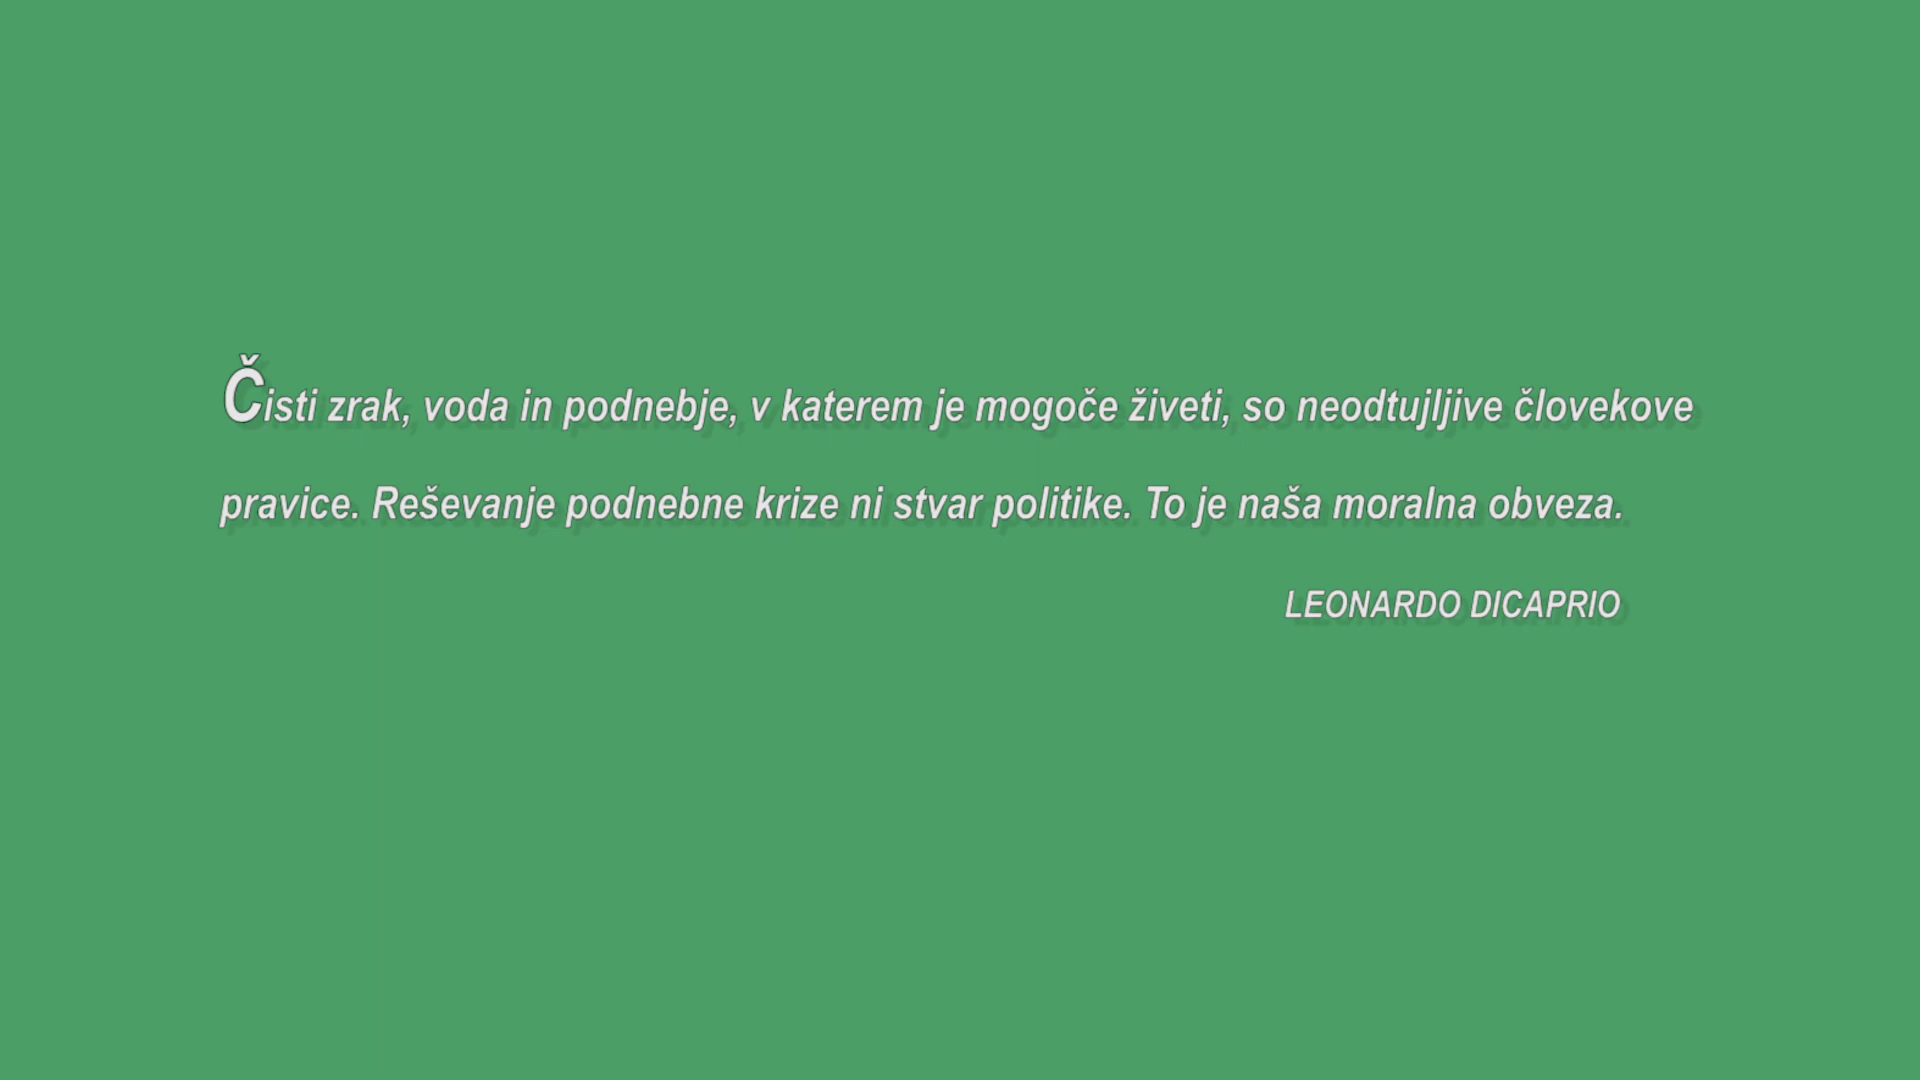 Čisti zrak, voda in podnebje, v katerem je mogoče živeti, so neodtujljive človekove
pravice. Reševanje podnebne krize ni stvar politike. To je naša moralna obveza.
LEONARDO DICAPRIO